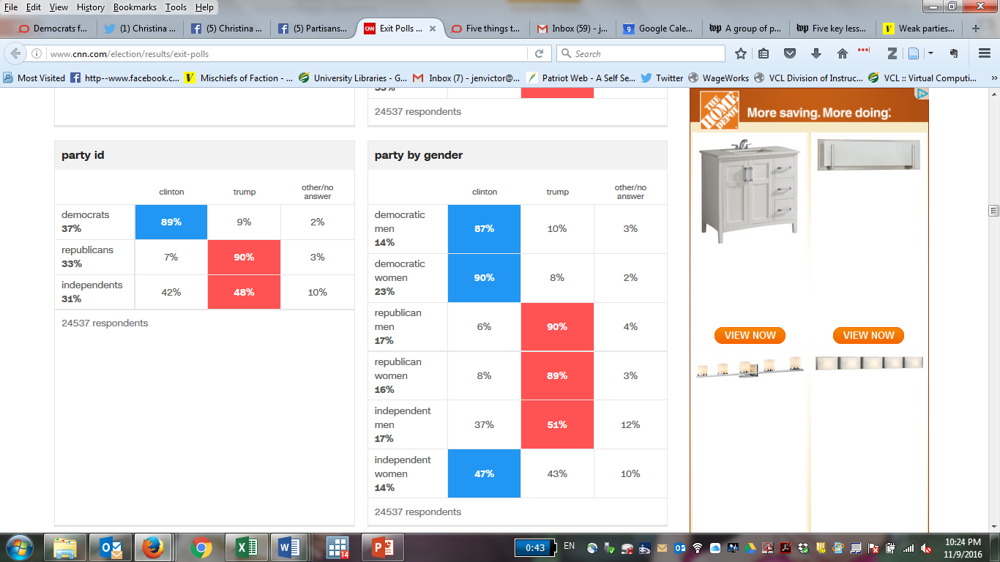 File Edit View History Bookmarks Tools Help
Democrats f... (1) Christina ... (5) Christina ... (5) Partisans... Exit Polls ... Five things t... Inbox (59) - j... Google Cale... A group of p... Five key less... Weak parties...
www.cnn.com/election/results/exit-polls Search
Most Visited http--www.facebook.c... Mischiefs of Faction - ... University Libraries - G... Inbox (7) - jenvictor@... Patriot Web - A Self Se... Twitter WageWorks VCL Division of Instruc... VCL :: Virtual Computi...
33%
24537 respondents
party id
clinton trump other/no
answer
democrats
37% 89% 9% 2%
republicans
33% 7% 90% 3%
independents
31% 42% 48% 10%
24537 respondents
party by gender
clinton trump other/no
answer
democratic
men
14% 87% 10% 3%
democratic
women
23% 90% 8% 2%
republican
men
17% 6% 90% 4%
republican
women
16% 8% 89% 3%
independent
men
17% 37% 51% 12%
independent
women
14% 47% 43% 10%
24537 respondents
THE HOME DEPOT
More saving. More doing.
VIEW NOW VIEW NOW
14
0:43 EN
10:24 PM
11/9/2016